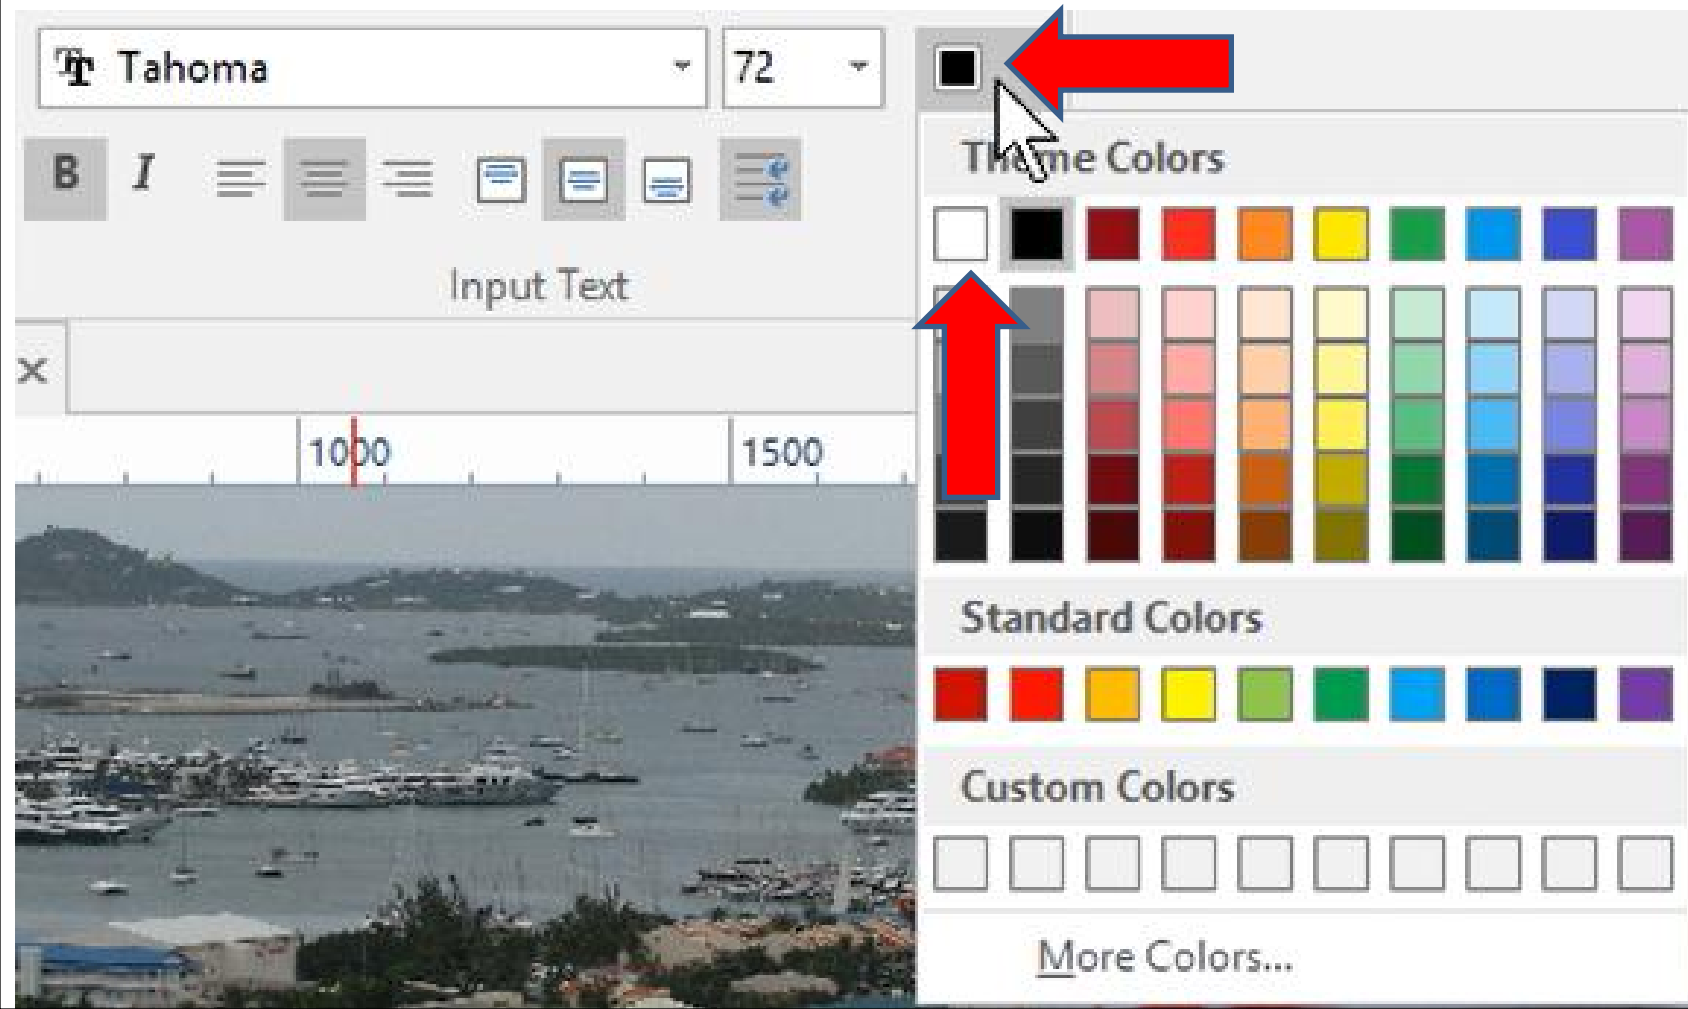 Tahoma
72
B I
Input Text
1000 1500
Theme Colors
Standard Colors
Custom Colors
More Colors...